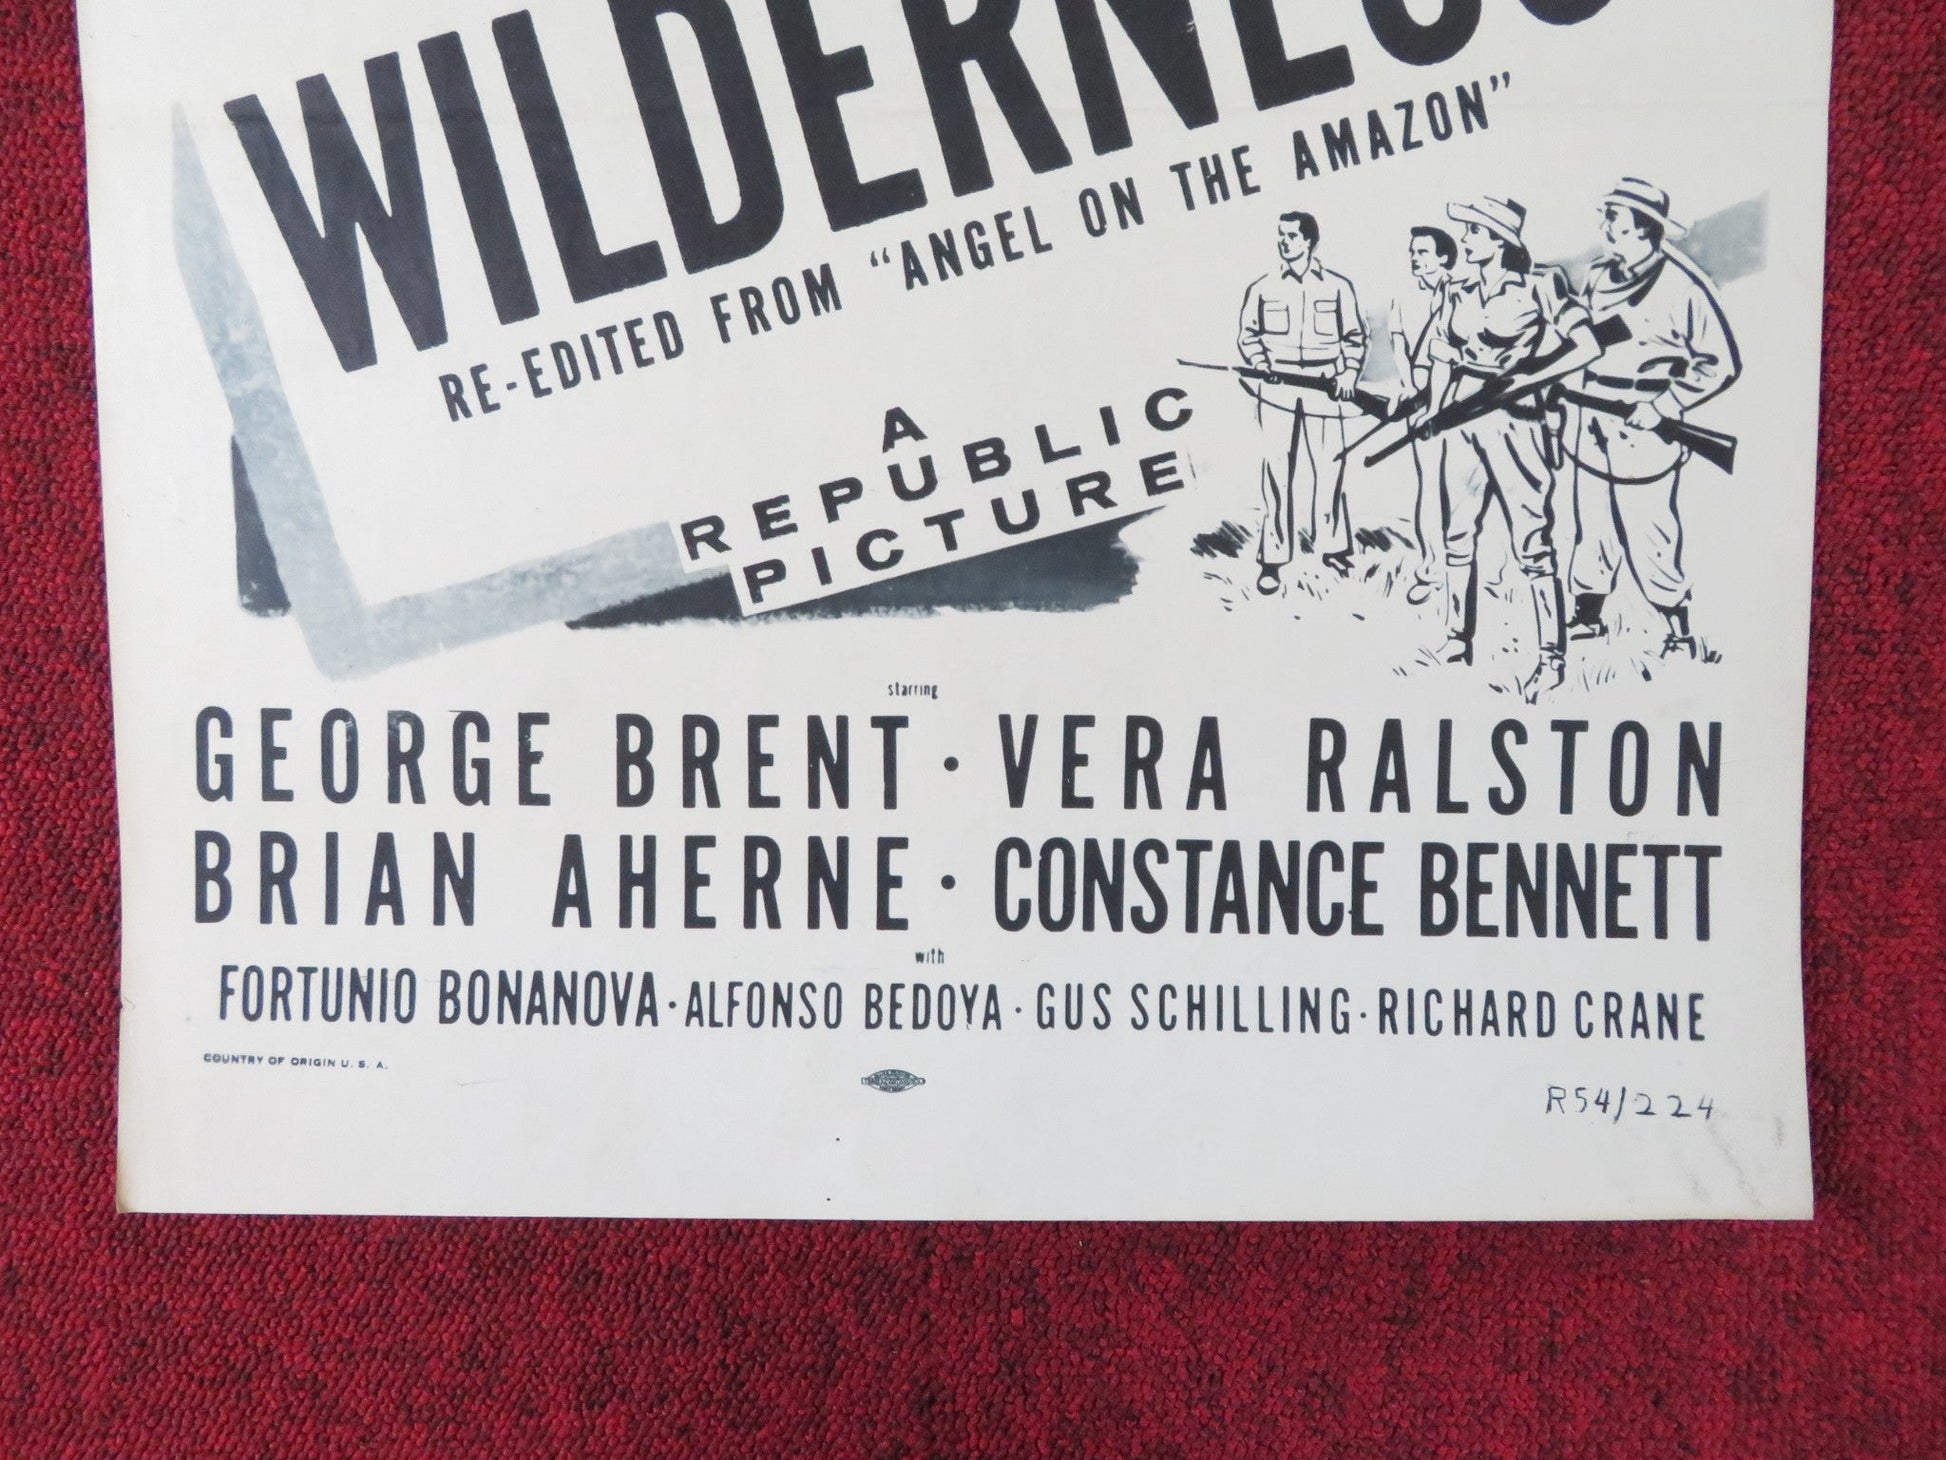 WILDERNESS
RE-EDITED FROM "ANGEL ON THE AMAZON"
A
REPUBLIC
PICTURE
starring
GEORGE BRENT · VERA RALSTON
BRIAN AHERNE · CONSTANCE BENNETT
with
FORTUNIO BONANOVA · ALFONSO BEDOYA · GUS SCHILLING · RICHARD CRANE
COUNTRY OF ORIGIN U. S. A.
R54/224